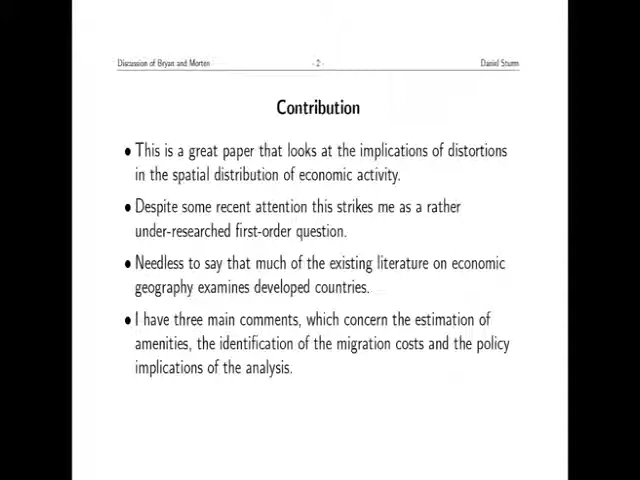 Discussion of Bryan and Morten - 2 - Daniel Sturm
Contribution
• This is a great paper that looks at the implications of distortions
in the spatial distribution of economic activity.
• Despite some recent attention this strikes me as a rather
under-researched first-order question.
• Needless to say that much of the existing literature on economic
geography examines developed countries.
• I have three main comments, which concern the estimation of
amenities, the identification of the migration costs and the policy
implications of the analysis.